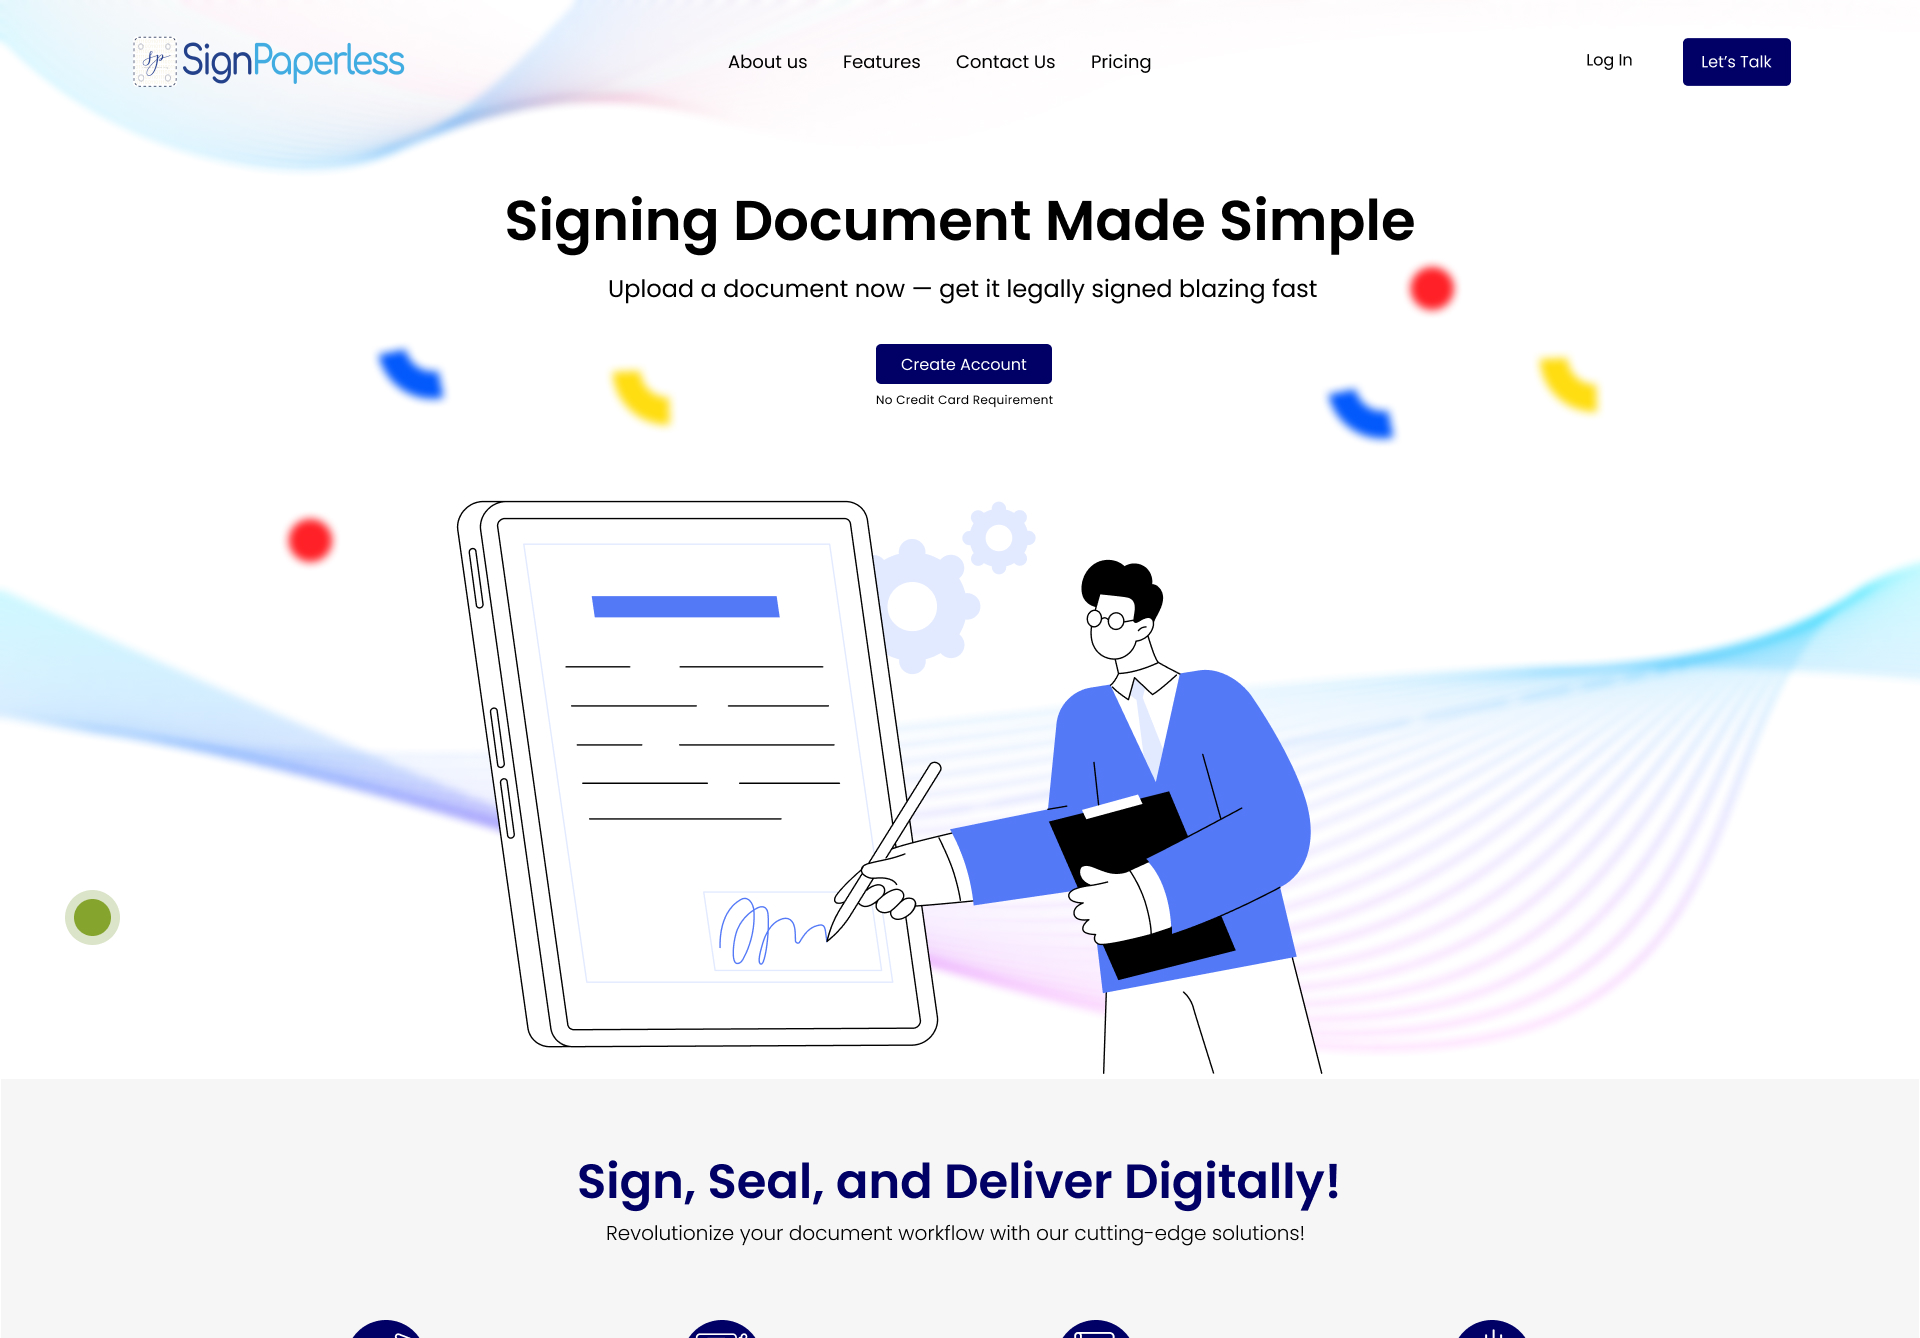 sp SignPaperless
About us Features Contact Us Pricing
Log In
Let's Talk
Signing Document Made Simple
Upload a document now — get it legally signed blazing fast
Create Account
No Credit Card Requirement
Sign, Seal, and Deliver Digitally!
Revolutionize your document workflow with our cutting-edge solutions!